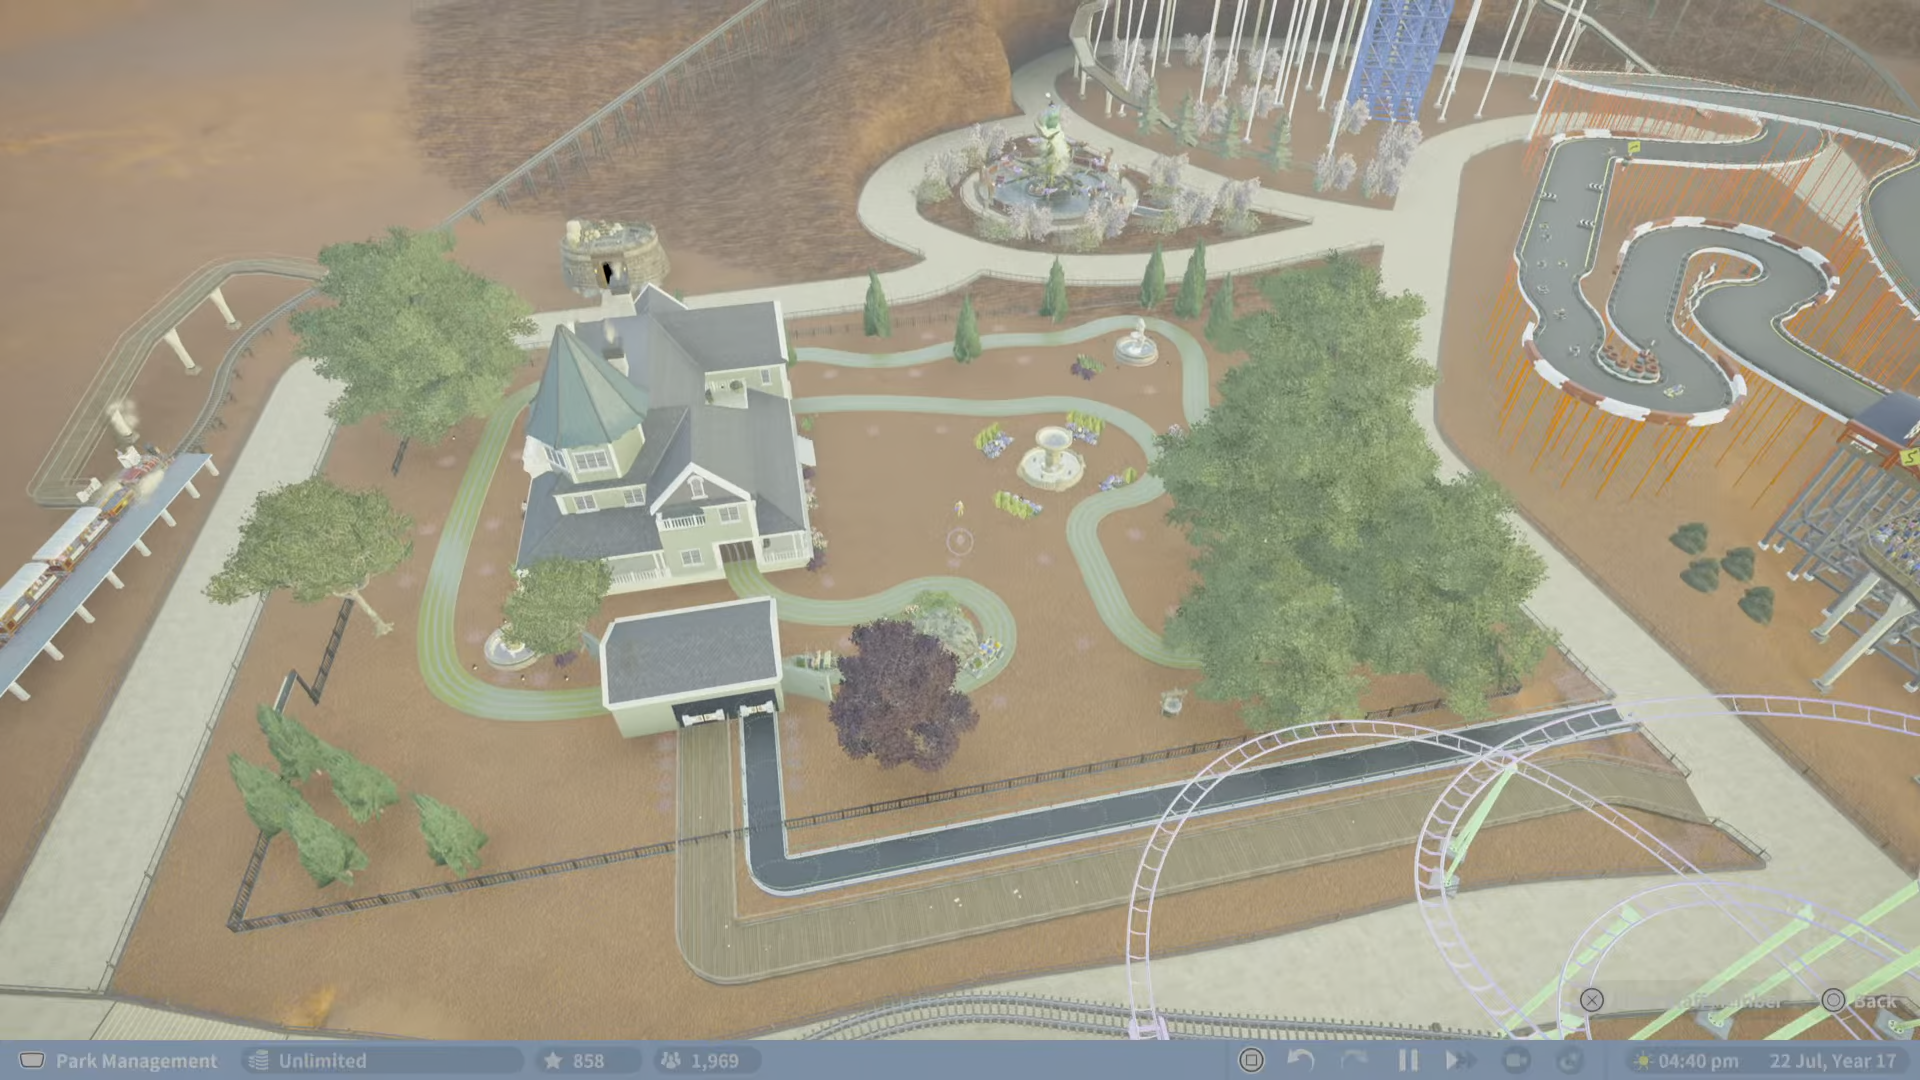 Back
Park Management
Unlimited
858
1,969
04:40 pm
22 Jul, Year 17